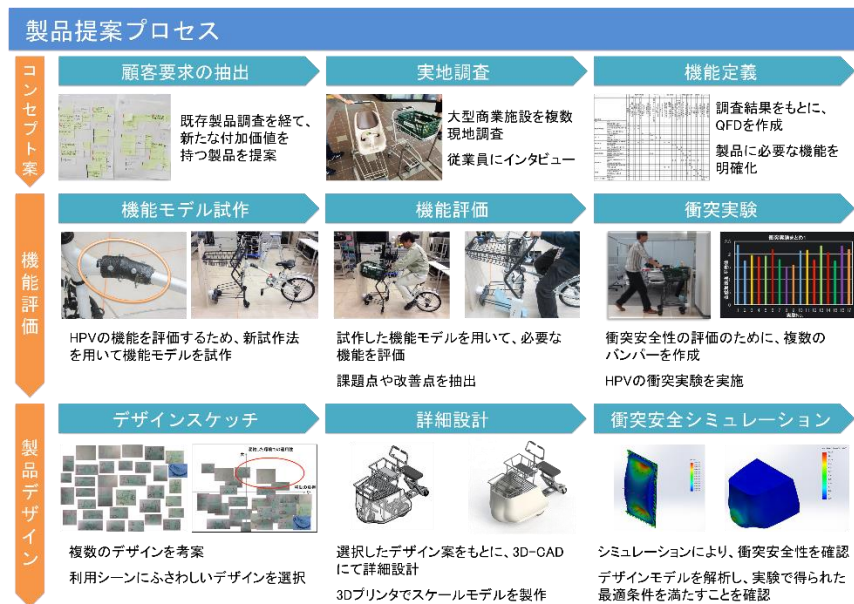 製品提案プロセス
コンセプト案
顧客要求の抽出
既存製品調査を経て、
新たな付加価値を
持つ製品を提案
実地調査
大型商業施設を複数
現地調査
従業員にインタビュー
機能定義
調査結果をもとに、
QFDを作成
製品に必要な機能を
明確化
機能評価
機能モデル試作
HPVの機能を評価するため、新試作法
を用いて機能モデルを試作
機能評価
試作した機能モデルを用いて、必要な
機能を評価
課題点や改善点を抽出
衝突実験
衝突実験まとめ1
衝突安全性の評価のために、複数の
バンパーを作成
HPVの衝突実験を実施
製品デザイン
デザインスケッチ
複数のデザインを考案
利用シーンにふさわしいデザインを選択
詳細設計
選択したデザイン案をもとに、3D-CAD
にて詳細設計
3Dプリンタでスケールモデルを製作
衝突安全シミュレーション
シミュレーションにより、衝突安全性を確認
デザインモデルを解析し、実験で得られた
最適条件を満たすことを確認